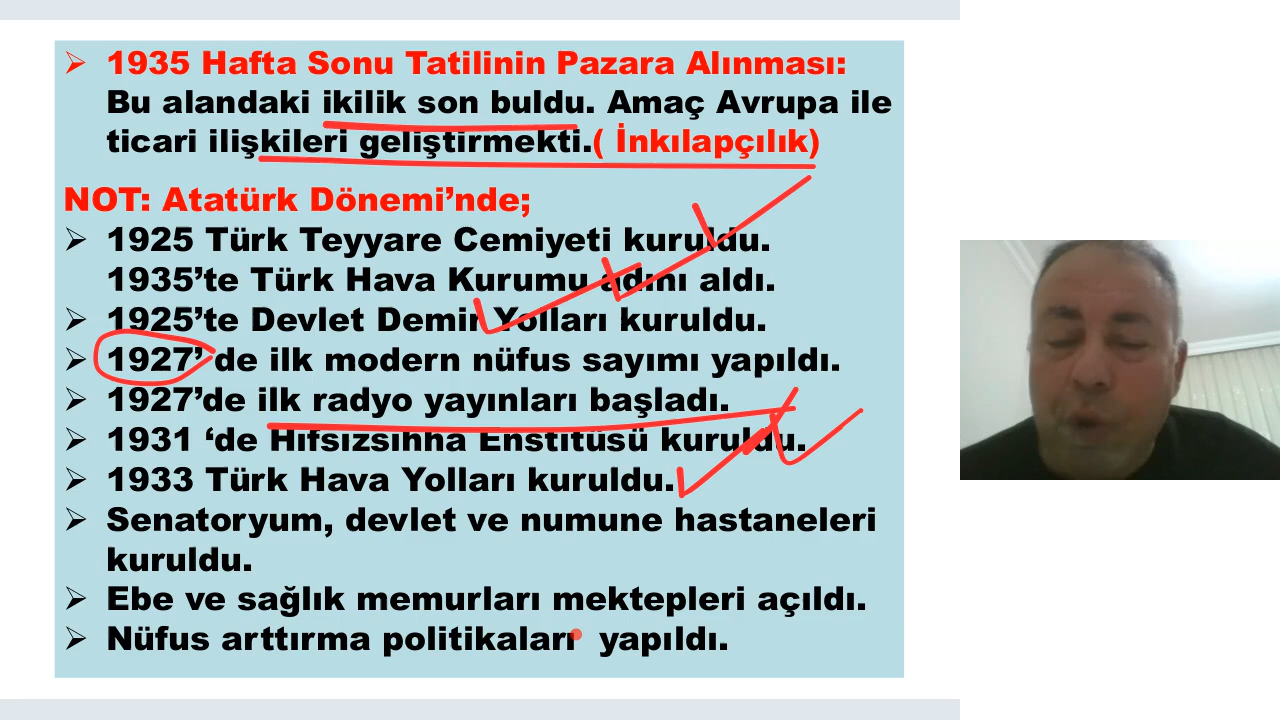 ➢ 1935 Hafta Sonu Tatilinin Pazara Alınması:
Bu alandaki ikilik son buldu. Amaç Avrupa ile
ticari ilişkileri geliştirmekti.( İnkılapçılık)
NOT: Atatürk Dönemi’nde;
➢ 1925 Türk Teyyare Cemiyeti kuruldu.
1935’te Türk Hava Kurumu adını aldı.
➢ 1925’te Devlet Demir Yolları kuruldu.
➢ 1927’ de ilk modern nüfus sayımı yapıldı.
➢ 1927’de ilk radyo yayınları başladı.
➢ 1931 ‘de Hıfsızsıhha Enstitüsü kuruldu.
➢ 1933 Türk Hava Yolları kuruldu.
➢ Senatoryum, devlet ve numune hastaneleri
kuruldu.
➢ Ebe ve sağlık memurları mektepleri açıldı.
➢ Nüfus arttırma politikaları yapıldı.